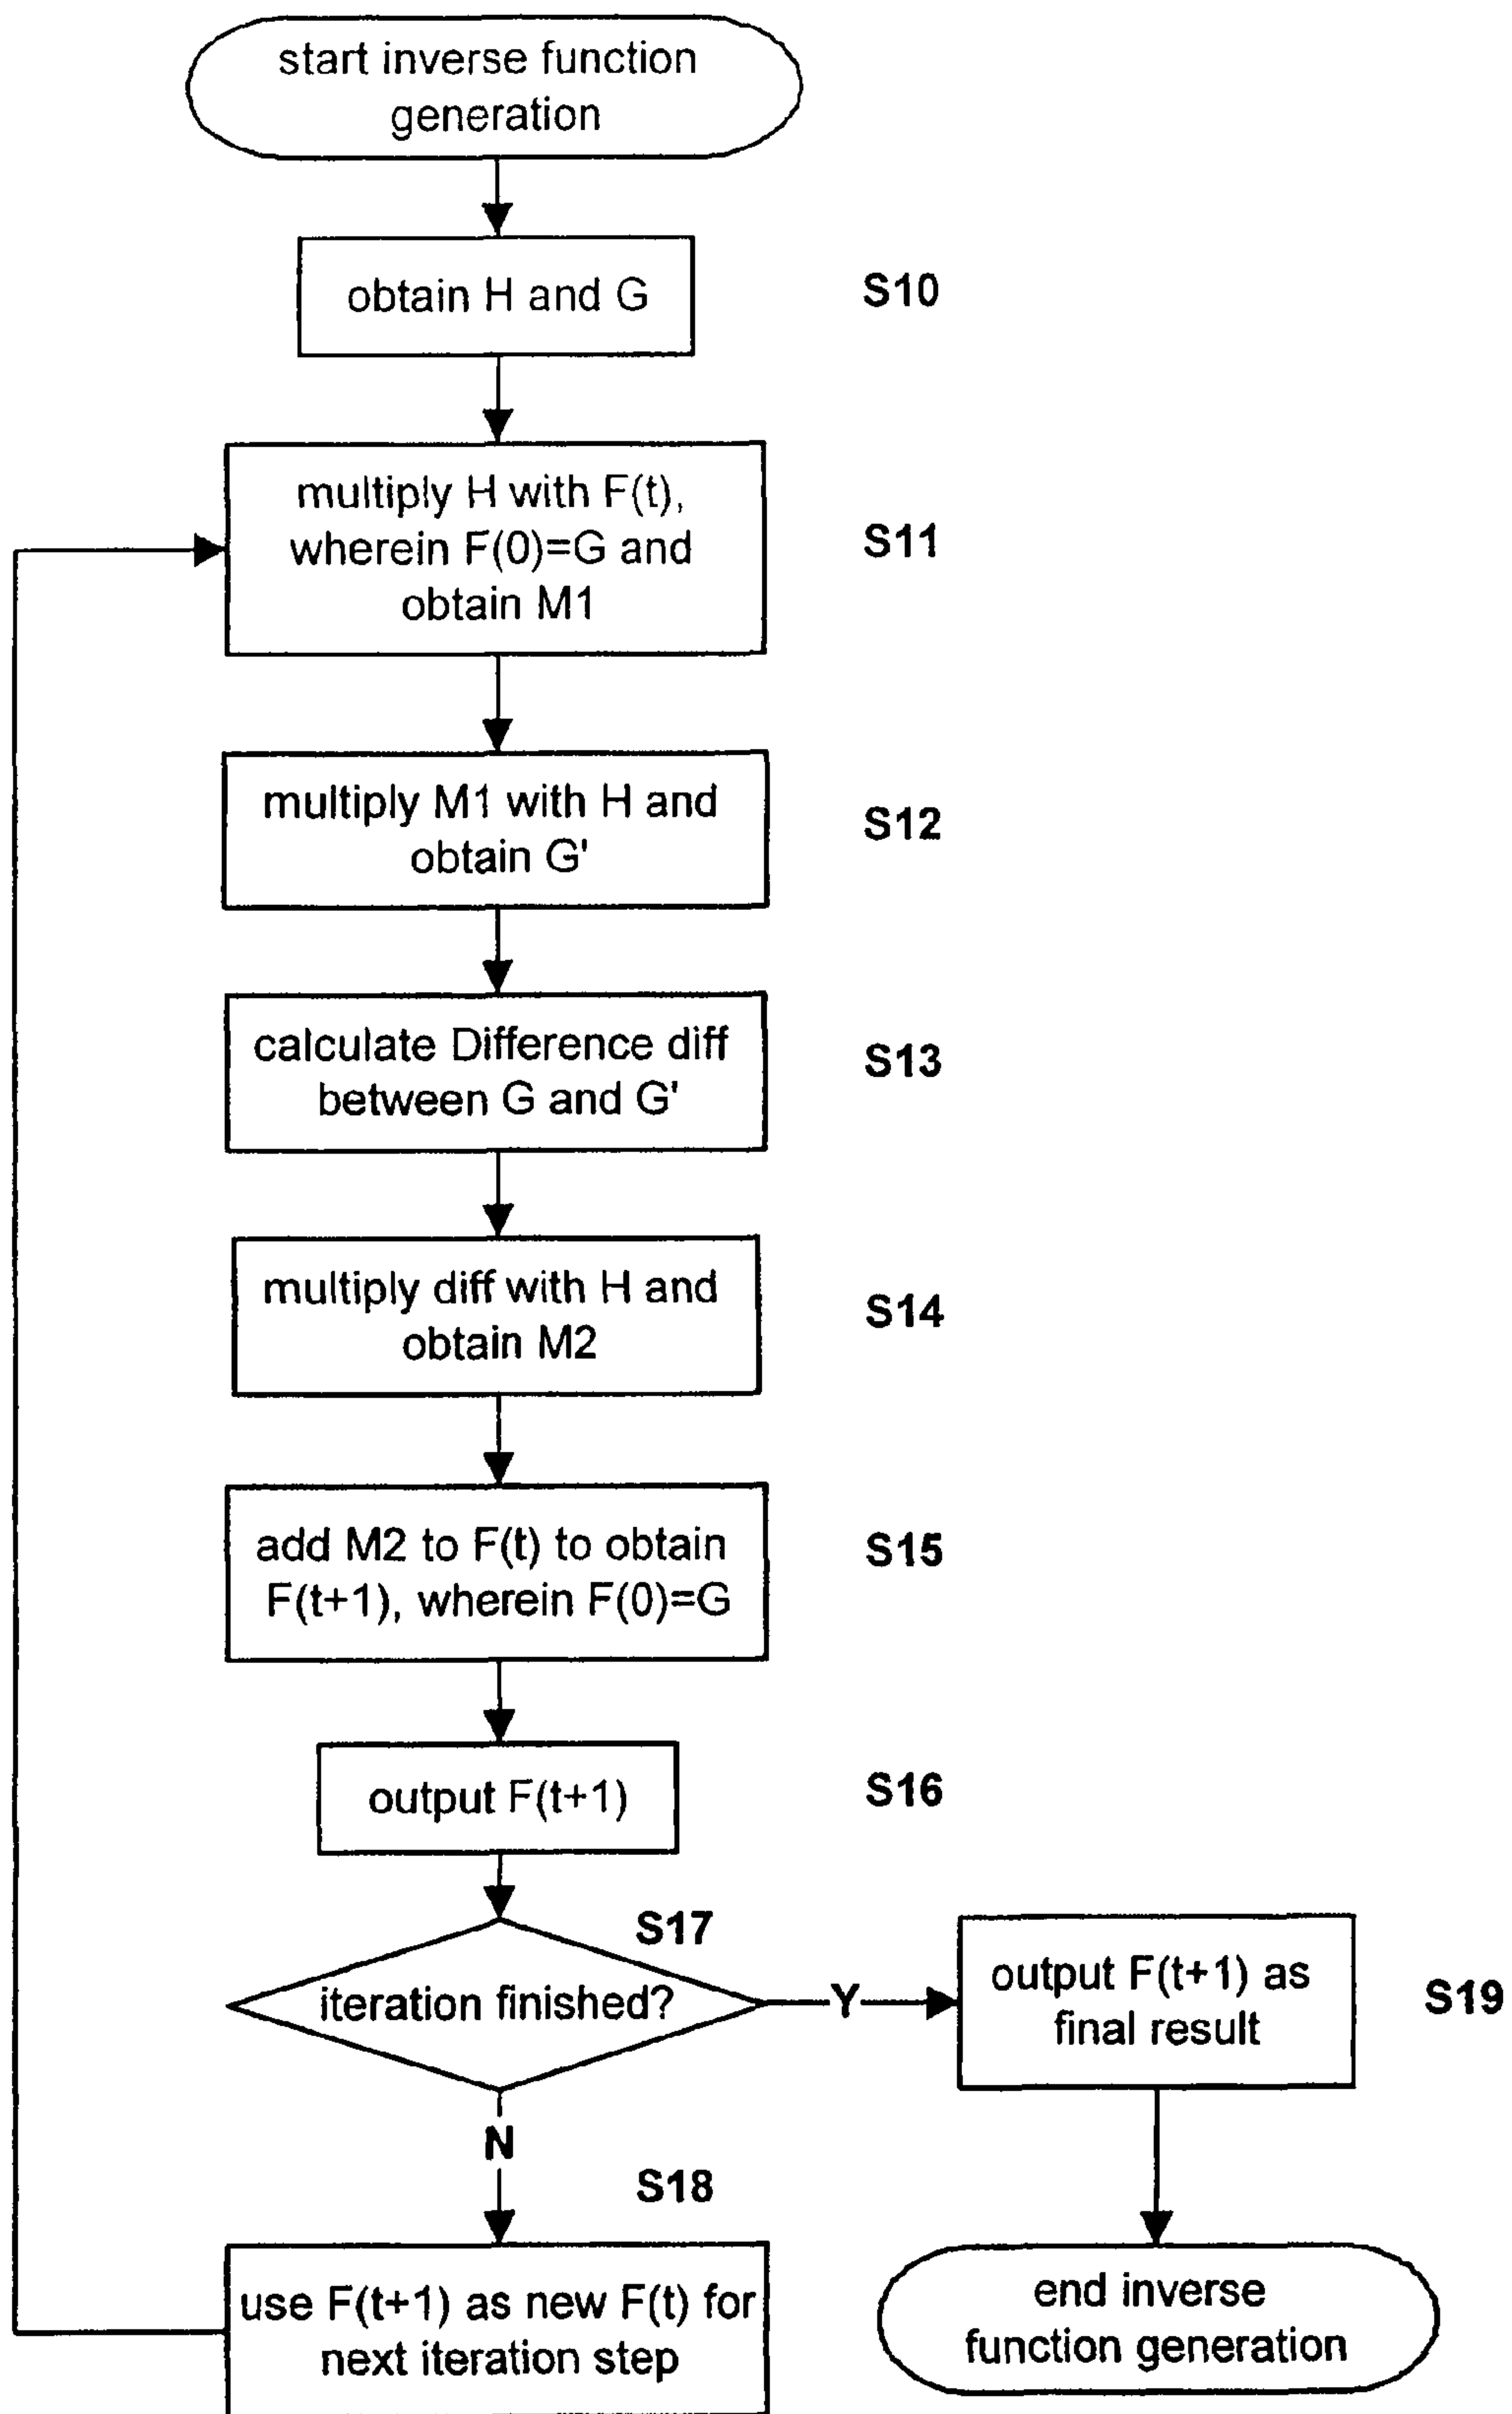 start inverse function
generation
obtain H and G
S10
multiply H with F(t),
wherein F(0)=G and
obtain M1
S11
multiply M1 with H and
obtain G'
S12
calculate Difference diff
between G and G'
S13
multiply diff with H and
obtain M2
S14
add M2 to F(t) to obtain
F(t+1), wherein F(0)=G
S15
output F(t+1)
S16
S17
iteration finished?
Y
output F(t+1) as
final result
S19
N
S18
use F(t+1) as new F(t) for
next iteration step
end inverse
function generation